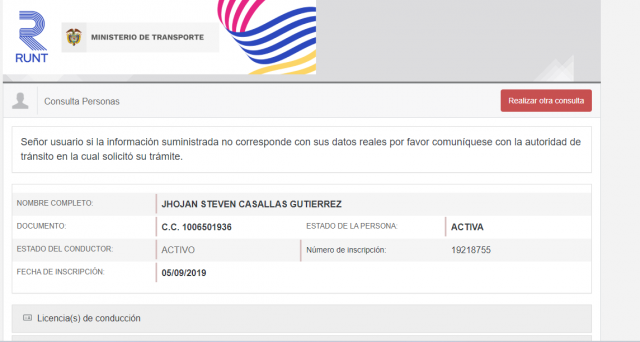 RUNT
MINISTERIO DE TRANSPORTE
Consulta Personas
Realizar otra consulta
Señor usuario si la información suministrada no corresponde con sus datos reales por favor comuníquese con la autoridad de
tránsito en la cual solicitó su trámite.
NOMBRE COMPLETO: JHOJAN STEVEN CASALLAS GUTIERREZ
DOCUMENTO: C.C. 1006501936 ESTADO DE LA PERSONA: ACTIVA
ESTADO DEL CONDUCTOR: ACTIVO Número de inscripción: 19218755
FECHA DE INSCRIPCIÓN: 05/09/2019
Licencia(s) de conducción